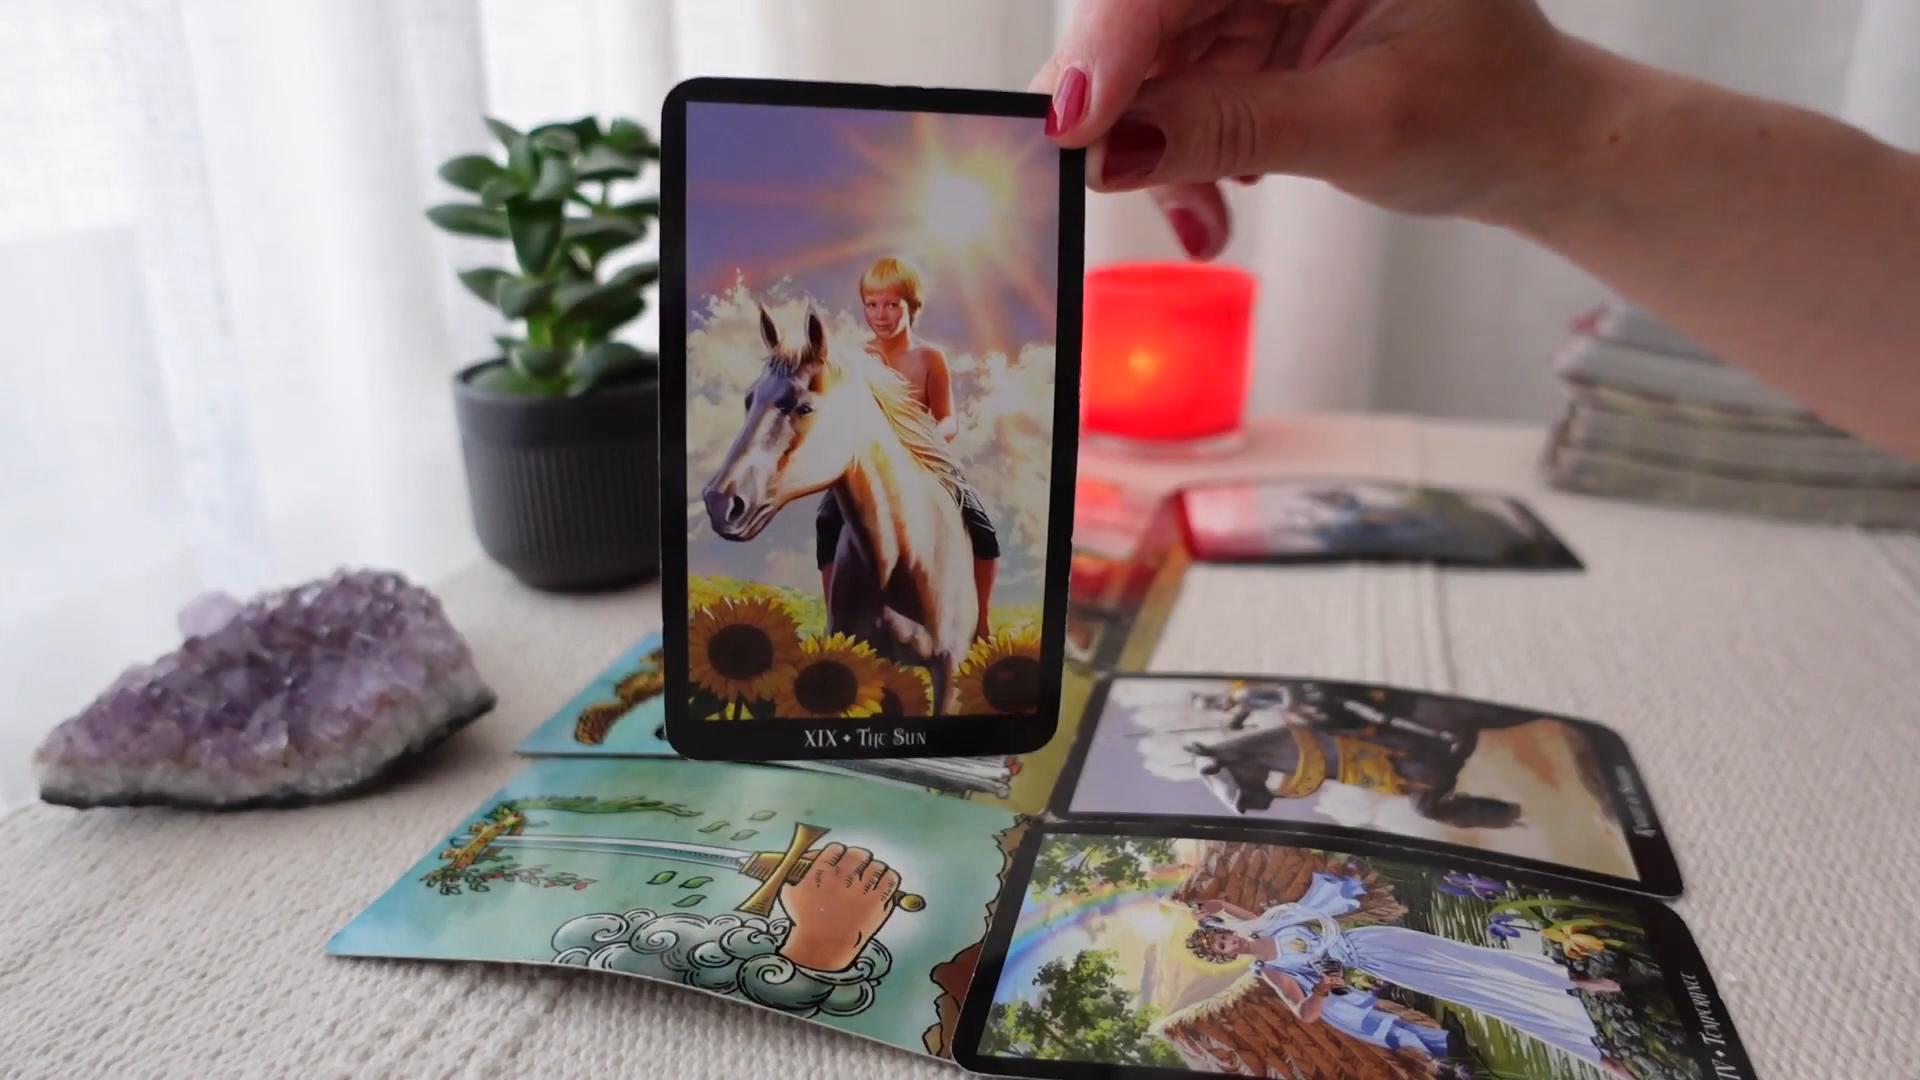 XIX • The Sun
XIV • Temperance